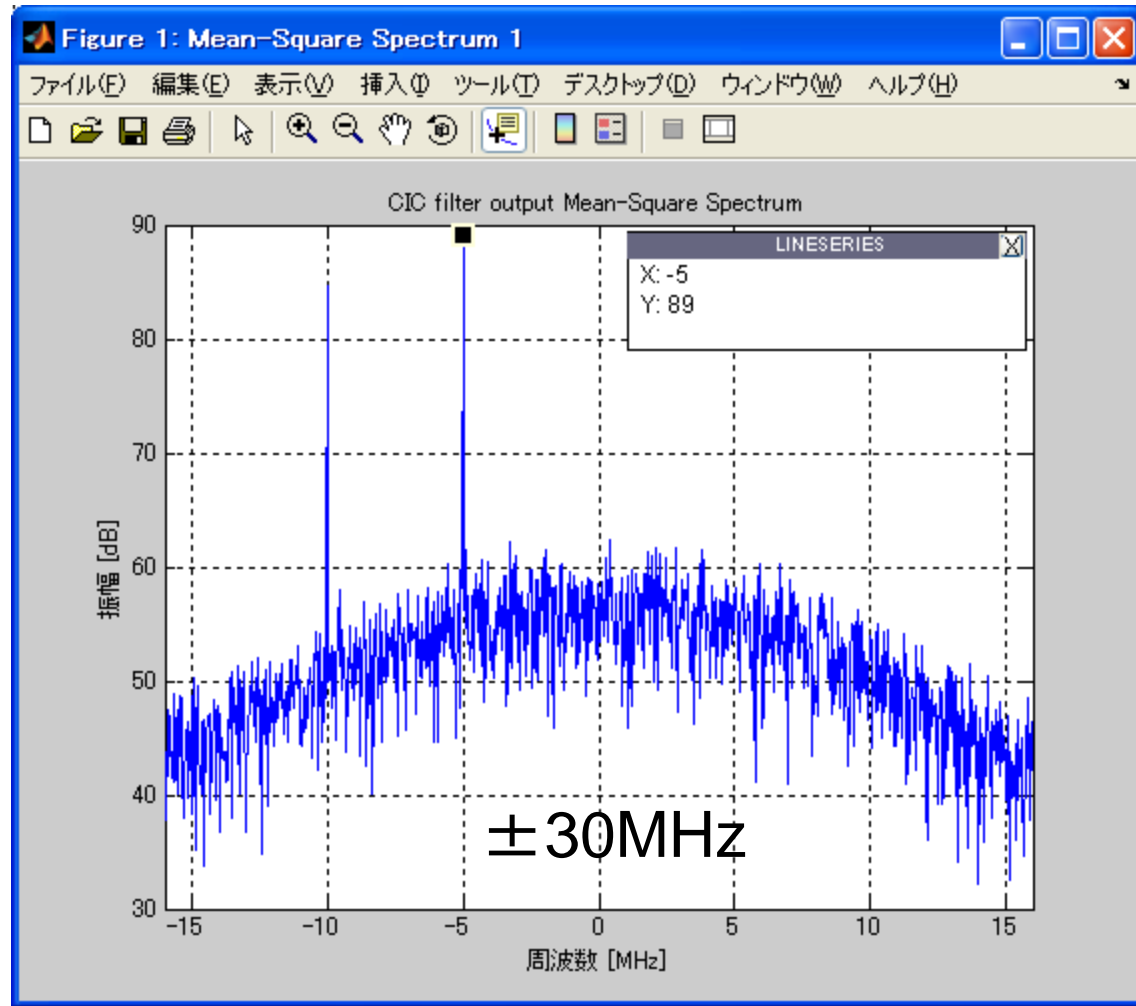 Figure 1: Mean-Square Spectrum 1
ファイル(F) 編集(E) 表示(V) 挿入(I) ツール(T) デスクトップ(D) ウィンドウ(W) ヘルプ(H)
CIC filter output Mean-Square Spectrum
LINESERIES
X: -5
Y: 89
90
80
70
60
50
40
30
振幅 [dB]
±30MHz
-15 -10 -5 0 5 10 15
周波数 [MHz]